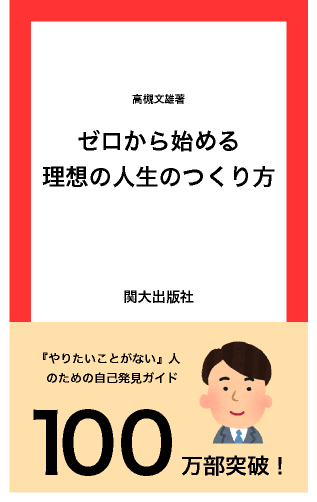 高槻文雄著
ゼロから始める
理想の人生のつくり方
関大出版社
『やりたいことがない』人
のための自己発見ガイド
100
万部突破！